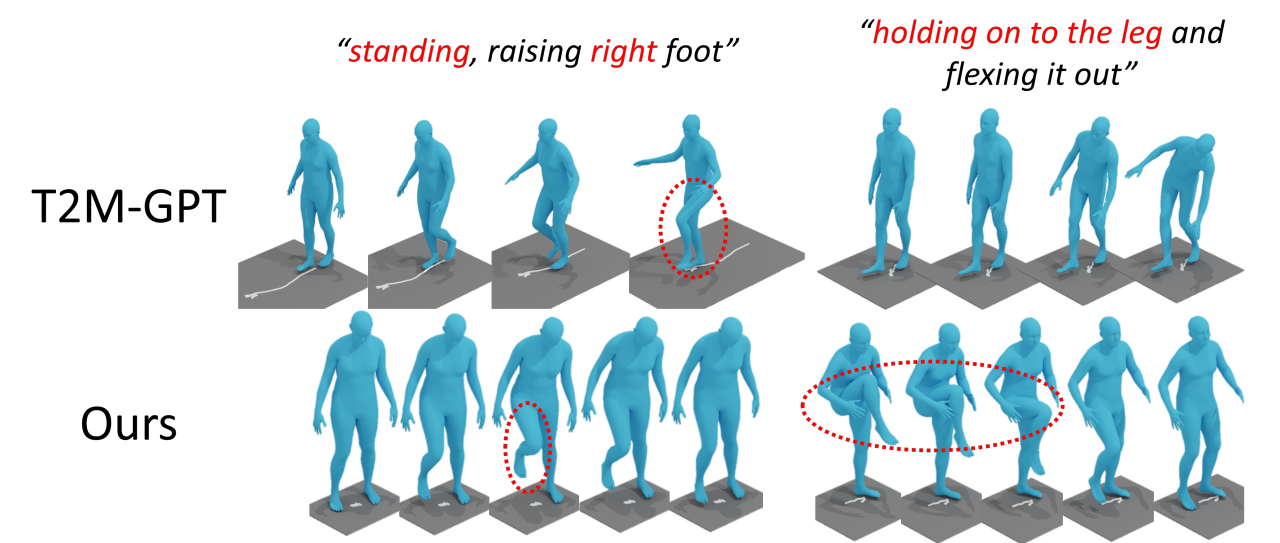 “standing, raising right foot”
“holding on to the leg and
flexing it out”
T2M-GPT
Ours